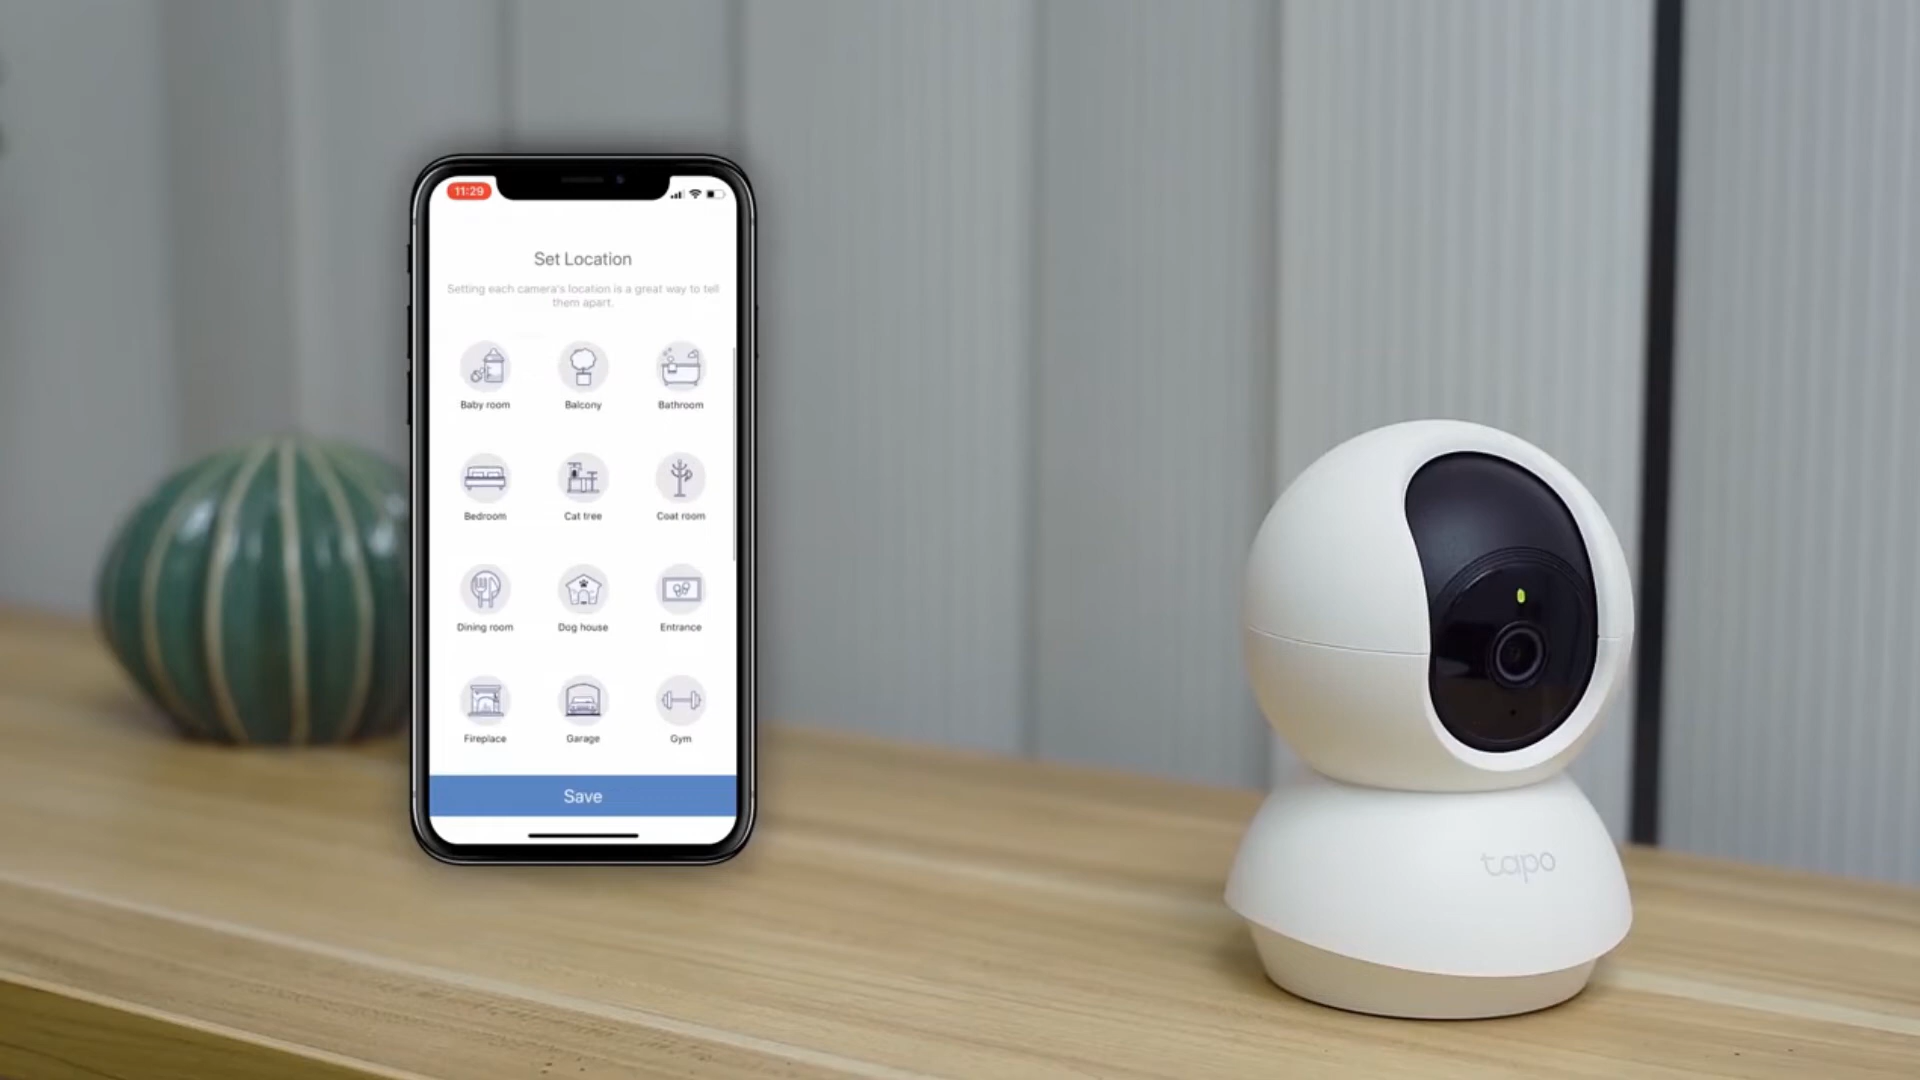 11:29
Set Location
Setting each camera's location is a great way to tell
them apart.
Baby room
Balcony
Bathroom
Bedroom
Cat tree
Coat room
Dining room
Dog house
Entrance
Fireplace
Garage
Gym
Save
tapo